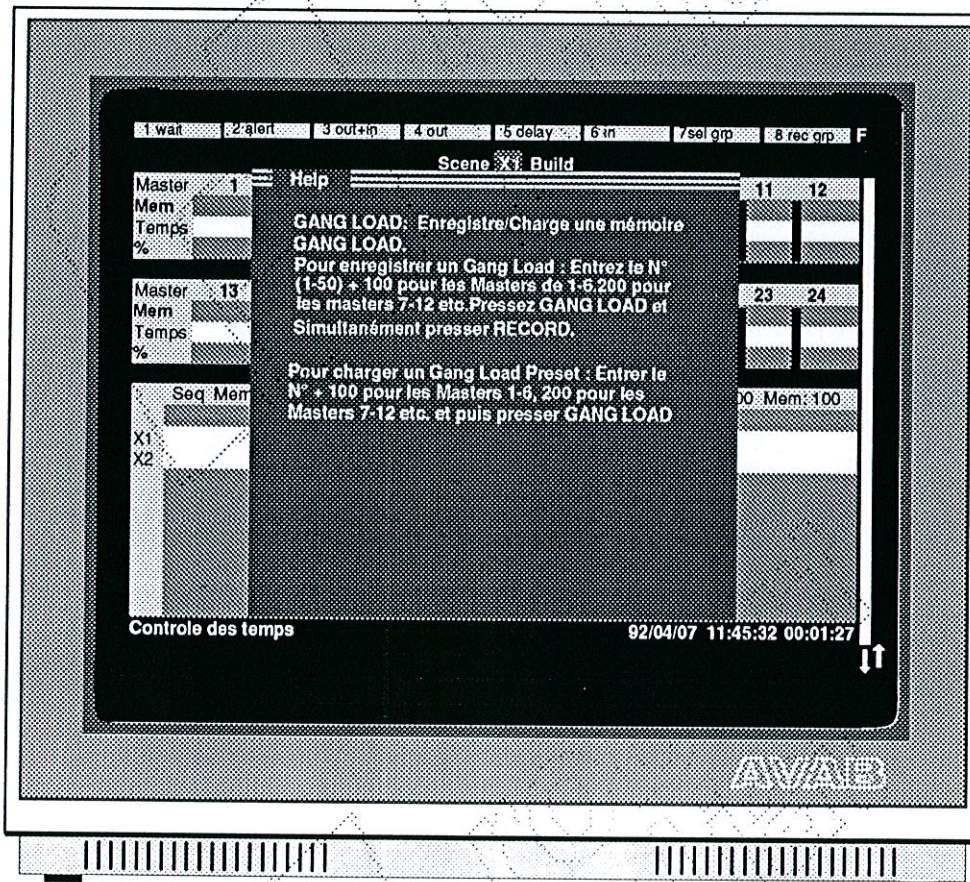 1 wait 2 alert 3 out+in 4 out 5 delay 6 in 7sel grp 8 rec grp F
Scene X1 Build
Help
Master 1 11 12
Mem
Temps
%
GANG LOAD: Enregistre/Charge une mémoire
GANG LOAD.
Pour enregistrer un Gang Load : Entrez le N°
(1-50) + 100 pour les Masters de 1-6.200 pour
les masters 7-12 etc.Pressez GANG LOAD et
Simultanément presser RECORD.
Master 13 23 24
Mem
Temps
%
Pour charger un Gang Load Preset : Entrer le
N° + 100 pour les Masters 1-6, 200 pour les
Masters 7-12 etc. et puis presser GANG LOAD
Seq Mem 00 Mem: 100
X1
X2
Controle des temps 92/04/07 11:45:32 00:01:27
AVAB